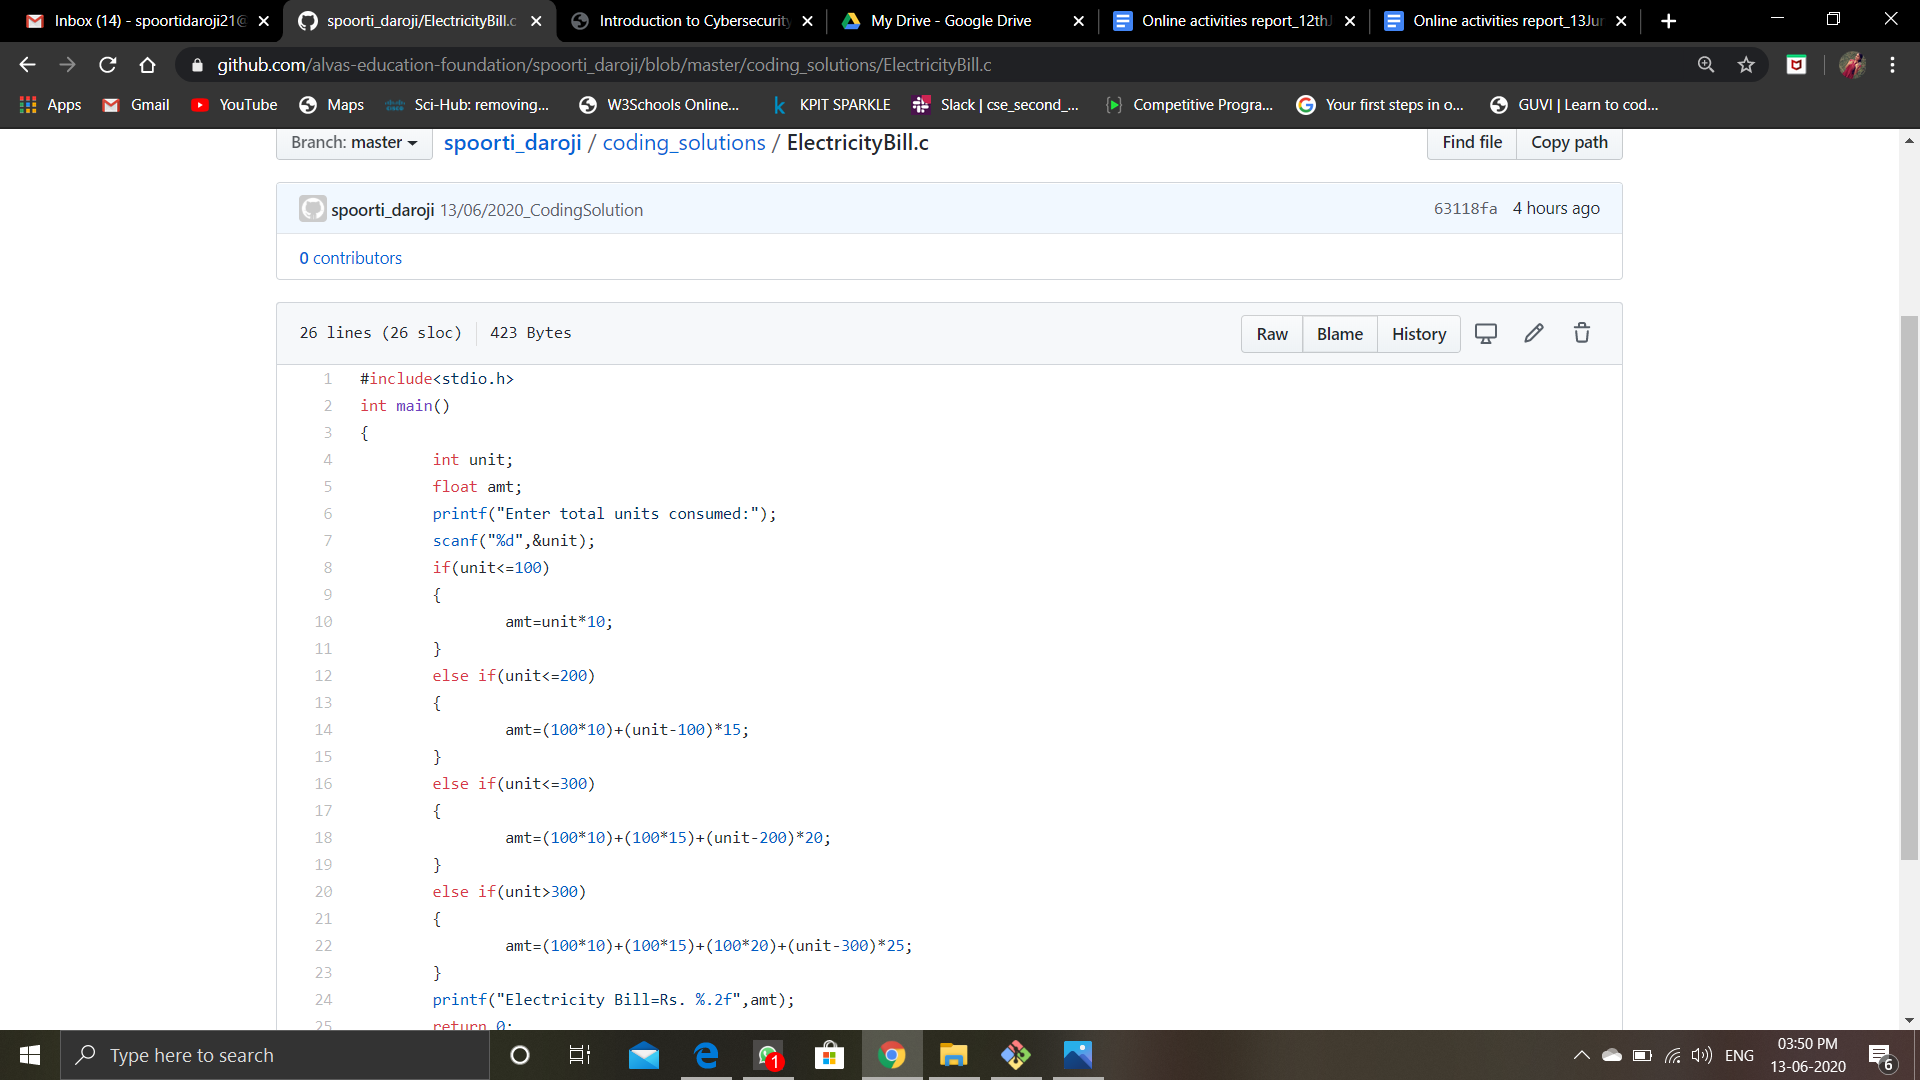 Inbox (14) - spoortidaroji21@
spoorti_daroji/ElectricityBill.c
Introduction to Cybersecurity
My Drive - Google Drive
Online activities report_12thJ
Online activities report_13Jun
github.com/alvas-education-foundation/spoorti_daroji/blob/master/coding_solutions/ElectricityBill.c
Apps Gmail YouTube Maps Sci-Hub: removing... W3Schools Online... KPIT SPARKLE Slack | cse_second_... Competitive Progra... Your first steps in o... GUVI | Learn to cod...
Branch: master spoorti_daroji / coding_solutions / ElectricityBill.c Find file Copy path
spoorti_daroji 13/06/2020_CodingSolution 63118fa 4 hours ago
0 contributors
26 lines (26 sloc) 423 Bytes Raw Blame History
1 #include<stdio.h>
2 int main()
3 {
4 int unit;
5 float amt;
6 printf("Enter total units consumed:");
7 scanf("%d",&unit);
8 if(unit<=100)
9 {
10 amt=unit*10;
11 }
12 else if(unit<=200)
13 {
14 amt=(100*10)+(unit-100)*15;
15 }
16 else if(unit<=300)
17 {
18 amt=(100*10)+(100*15)+(unit-200)*20;
19 }
20 else if(unit>300)
21 {
22 amt=(100*10)+(100*15)+(100*20)+(unit-300)*25;
23 }
24 printf("Electricity Bill=Rs. %.2f",amt);
25 return 0;
Type here to search 1 ENG 03:50 PM
13-06-2020 6